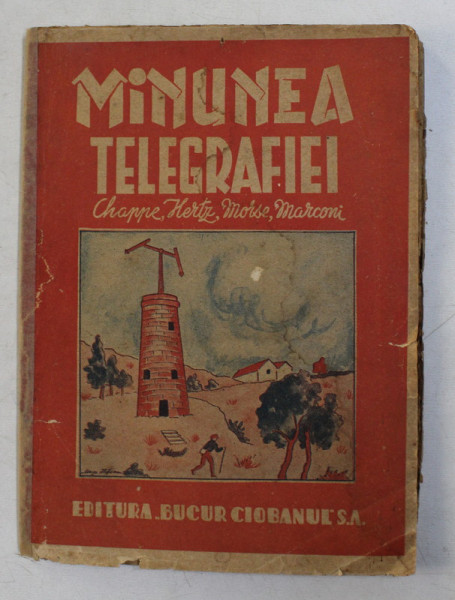 MiNUNEA
TELEGRAFIEI
Chappe, Hertz, Morse, Marconi
EDITURA „BUCUR CIOBANUL" S.A.